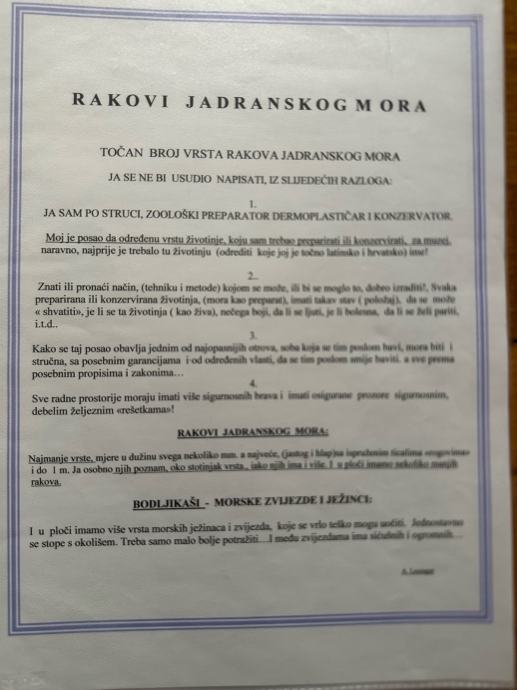 RAKOVI JADRANSKOG MORA
TOČAN BROJ VRSTA RAKOVA JADRANSKOG MORA
JA SE NE BI USUDIO NAPISATI, IZ SLIJEDEĆIH RAZLOGA:
1.
JA SAM PO STRUCI, ZOOLOŠKI PREPARATOR DERMOPLASTIČAR I KONZERVATOR.
Moj je posao da određenu vrstu životinje, koju sam trebao preparirati ili konzervirati, za muzej,
naravno, najprije je trebalo tu životinju (odrediti koje joj je točno latinsko i hrvatsko) ime!
2..
Znati ili pronaći način, (tehniku i metode) kojom se može, ili bi se moglo to, dobro izraditi!. Svaka
preparirana ili konzervirana životinja, (mora kao preparat), imati takav stav ( položaj), da se može
« shvatiti», je li se ta životinja ( kao živa), nečega boji, da li se ljuti, je li bolesna, da li se želi pariti,
i.t.d..
3.
Kako se taj posao obavlja jednim od najopasnijih otrova, soba koja se tim poslom bavi, mora biti i
stručna, sa posebnim garancijama i od određenih vlasti, da se tim poslom smije baviti. a sve prema
posebnim propisima i zakonima…
4.
Sve radne prostorije moraju imati više sigurnosnih brava i imati osigurane prozore sigurnosnim,
debelim željeznim «rešetkama»!
RAKOVI JADRANSKOG MORA:
Najmanje vrste, mjere u dužinu svega nekoliko mm. a najveće, (jastog i hlap)sa ispruženim ticalima «rogovima»
i do 1 m. Ja osobno njih poznam, oko stotinjak vrsta., iako njih ima i više. I u ploči imamo nekoliko manjih
rakova.
BODLJIKAŠI - MORSKE ZVIJEZDE I JEŽINCI:
I u ploči imamo više vrsta morskih ježinaca i zvijezda, koje se vrlo teško mogu uočiti. Jednostavno
se stope s okolišem. Treba samo malo bolje potražiti…I među zvijezdama ima sićušnih i ogromnih…